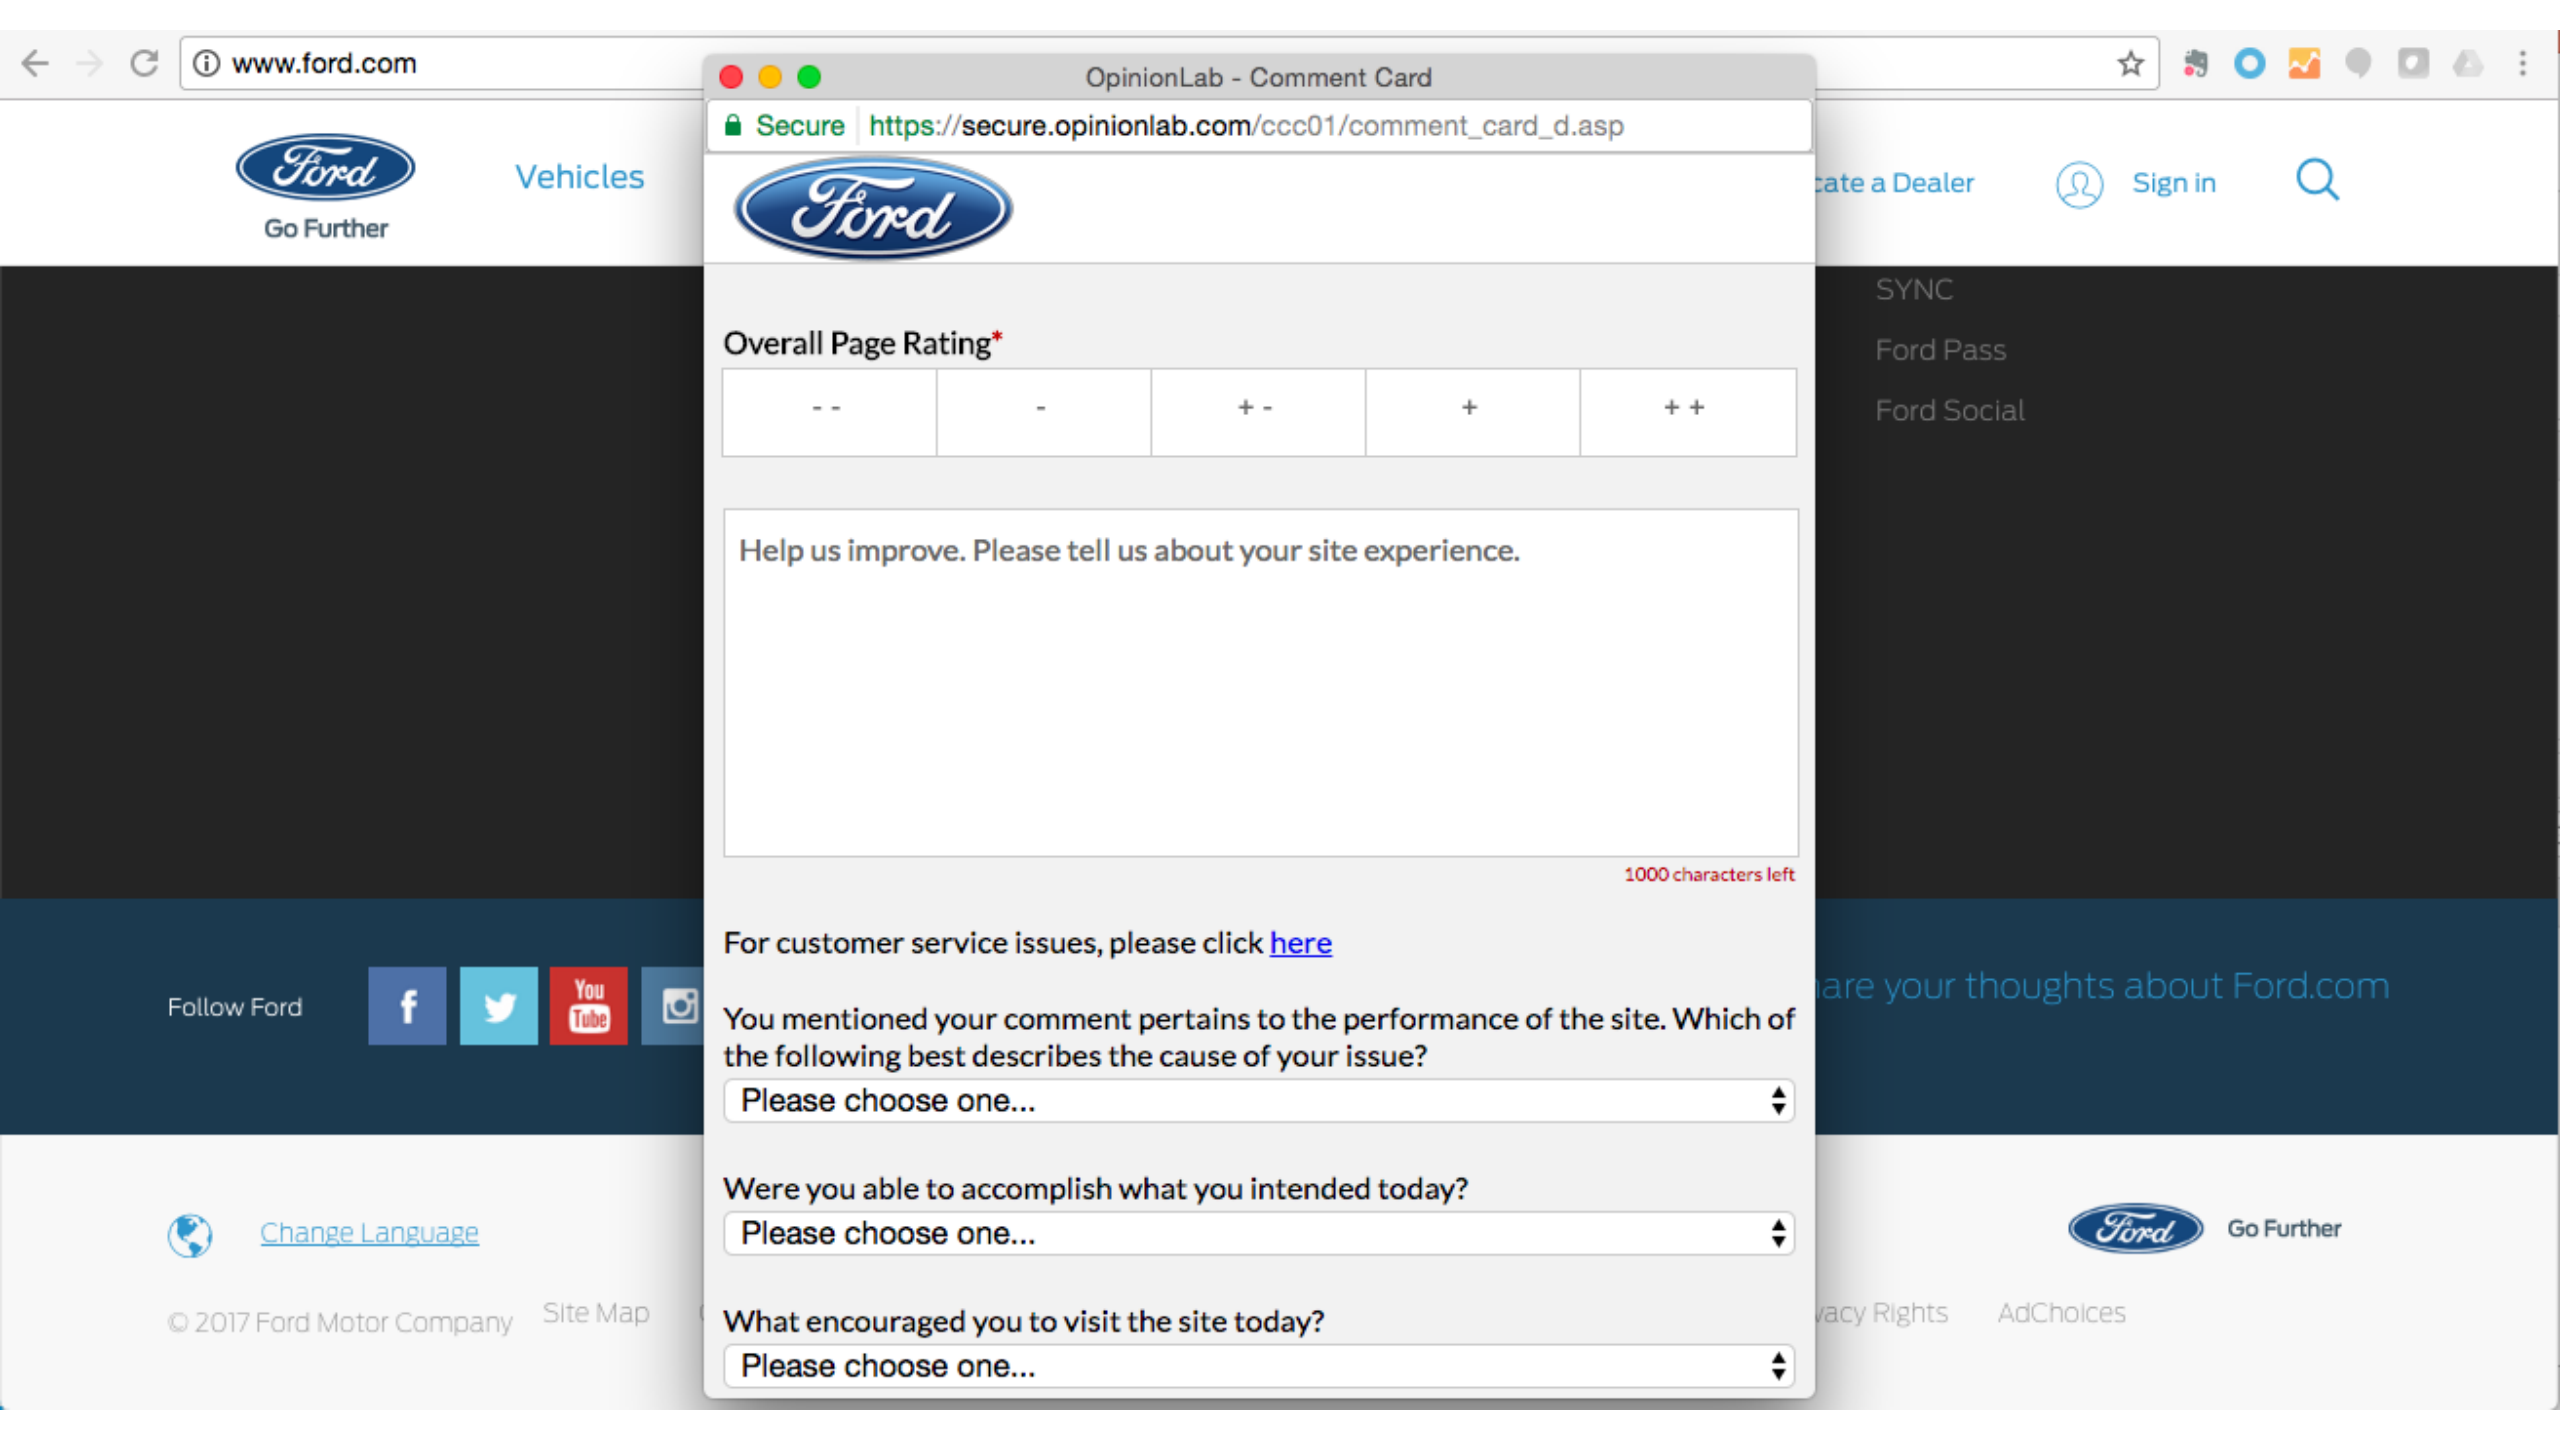 www.ford.com
OpinionLab - Comment Card
Secure https://secure.opinionlab.com/ccc01/comment_card_d.asp
Ford
Go Further
Vehicles
Ford
a Dealer
Sign in
SYNC
Ford Pass
Ford Social
Overall Page Rating*
- -
-
+ -
+
+ +
Help us improve. Please tell us about your site experience.
1000 characters left
For customer service issues, please click here
You mentioned your comment pertains to the performance of the site. Which of
the following best describes the cause of your issue?
Please choose one...
Were you able to accomplish what you intended today?
Please choose one...
What encouraged you to visit the site today?
Please choose one...
Follow Ford
f
You
Tube
your thoughts about Ford.com
Change Language
Ford
Go Further
© 2017 Ford Motor Company
Site Map
Rights
AdChoices